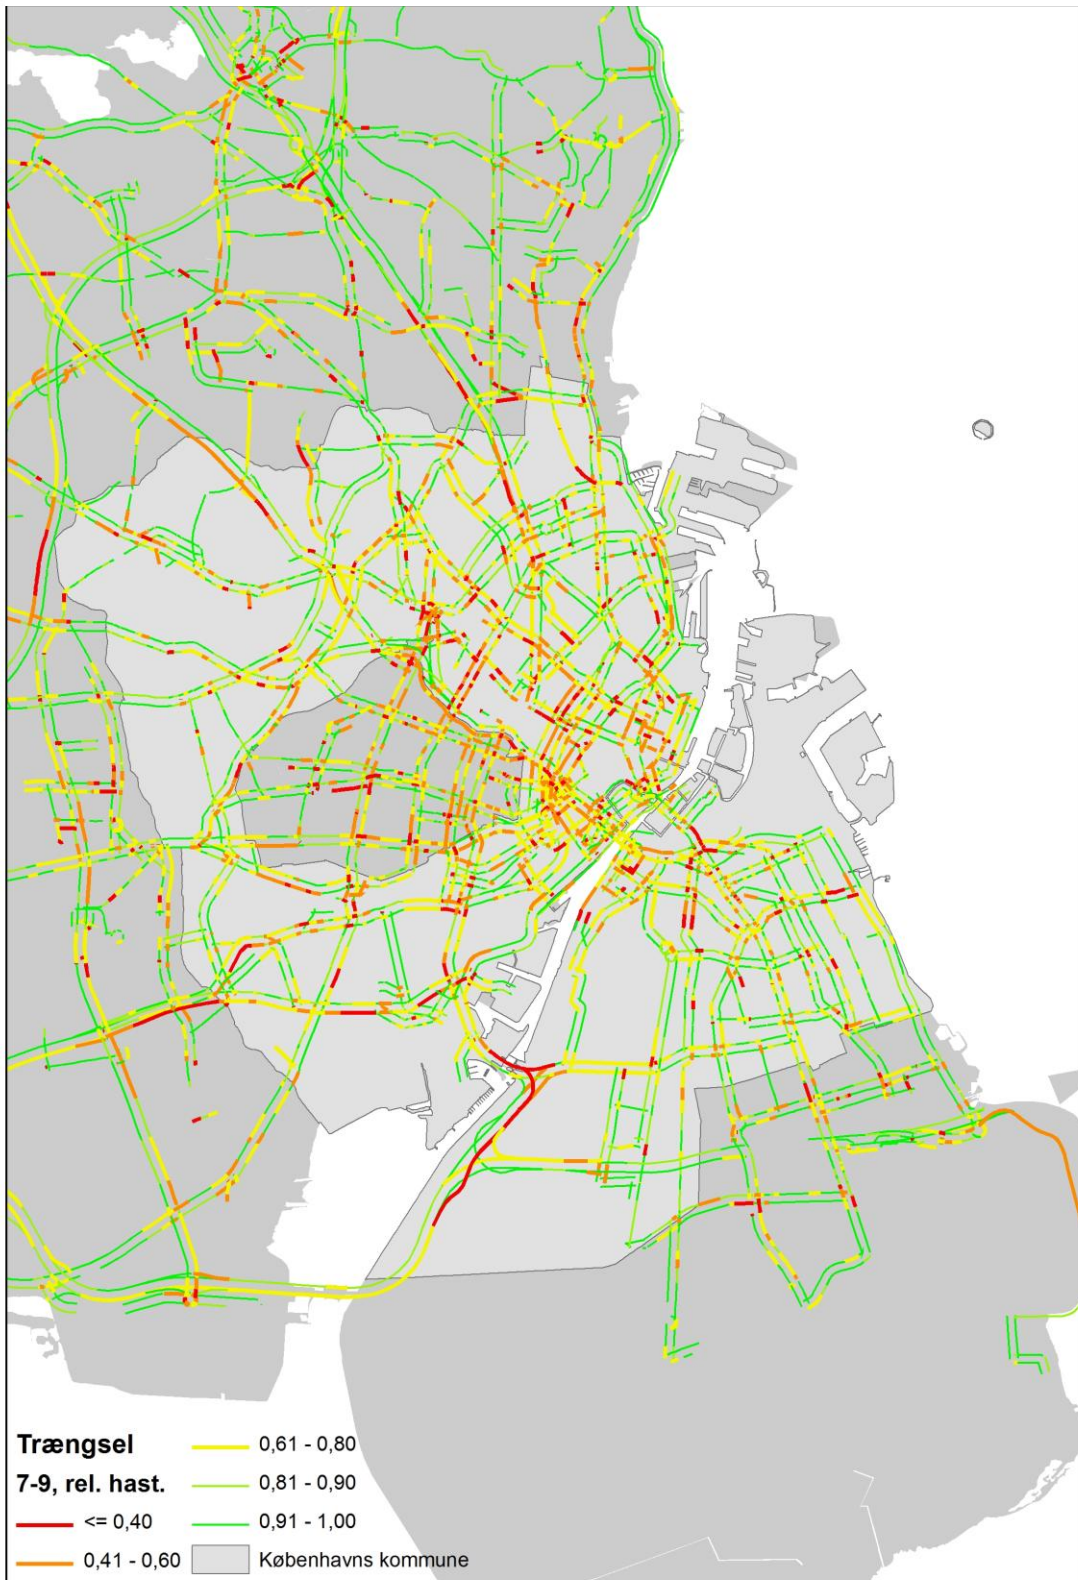 Trængsel
7-9, rel. hast.
<= 0,40
0,41 - 0,60
0,61 - 0,80
0,81 - 0,90
0,91 - 1,00
Københavns kommune